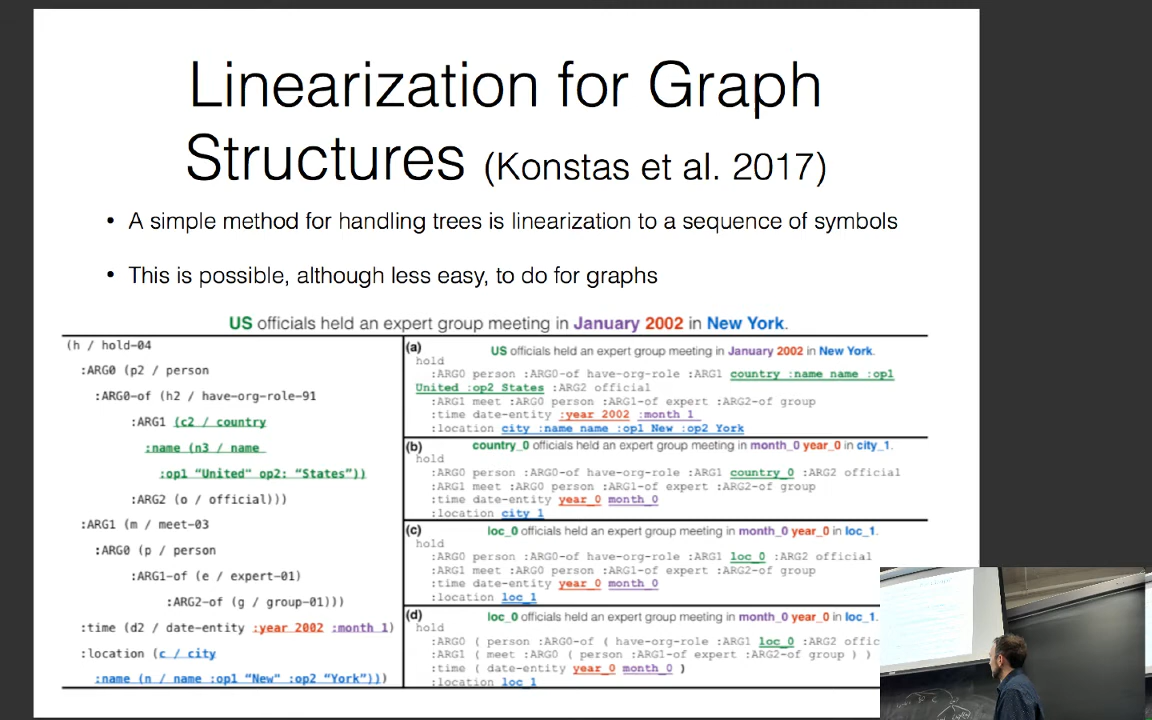 Linearization for Graph
Structures (Konstas et al. 2017)
• A simple method for handling trees is linearization to a sequence of symbols
• This is possible, although less easy, to do for graphs
US officials held an expert group meeting in January 2002 in New York.
(h / hold-04
:ARG0 (p2 / person
:ARG0-of (h2 / have-org-role-91
:ARG1 (c2 / country
:name (n3 / name
:op1 "United" op2: "States"))
:ARG2 (o / official)))
:ARG1 (m / meet-03
:ARG0 (p / person
:ARG1-of (e / expert-01)
:ARG2-of (g / group-01)))
:time (d2 / date-entity :year 2002 :month 1)
:location (c / city
:name (n / name :op1 "New" :op2 "York")))
(a)
US officials held an expert group meeting in January 2002 in New York.
hold
:ARG0 person :ARG0-of have-org-role :ARG1 country :name name :op1
United :op2 States :ARG2 official
:ARG1 meet :ARG0 person :ARG1-of expert :ARG2-of group
:time date-entity :year 2002 :month 1
:location city :name name :op1 New :op2 York
(b)
country_0 officials held an expert group meeting in month_0 year_0 in city_1.
hold
:ARG0 person :ARG0-of have-org-role :ARG1 country_0 :ARG2 official
:ARG1 meet :ARG0 person :ARG1-of expert :ARG2-of group
:time date-entity year_0 month_0
:location city_1
(c)
loc_0 officials held an expert group meeting in month_0 year_0 in loc_1.
hold
:ARG0 person :ARG0-of have-org-role :ARG1 loc_0 :ARG2 official
:ARG1 meet :ARG0 person :ARG1-of expert :ARG2-of group
:time date-entity year_0 month_0
:location loc_1
(d)
loc_0 officials held an expert group meeting in month_0 year_0 in loc_1.
hold
:ARG0 ( person :ARG0-of ( have-org-role :ARG1 loc_0 :ARG2 offic
:ARG1 ( meet :ARG0 ( person :ARG1-of expert :ARG2-of group ) )
:time ( date-entity year_0 month_0 )
:location loc_1